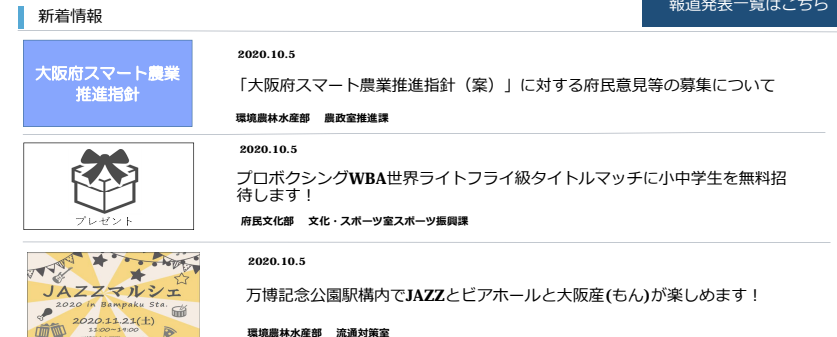 報道発表一覧はこちら
新着情報
大阪府スマート農業
推進指針
2020.10.5
「大阪府スマート農業推進指針（案）」に対する府民意見等の募集について
環境農林水産部　農政室推進課
プレゼント
2020.10.5
プロボクシングWBA世界ライトフライ級タイトルマッチに小中学生を無料招
待します！
府民文化部　文化・スポーツ室スポーツ振興課
JAZZマルシェ
2020 in Bampaku Sta.
2020.11.21(土)
11:00~19:00
2020.10.5
万博記念公園駅構内でJAZZとビアホールと大阪産(もん)が楽しめます！
環境農林水産部　流通対策室